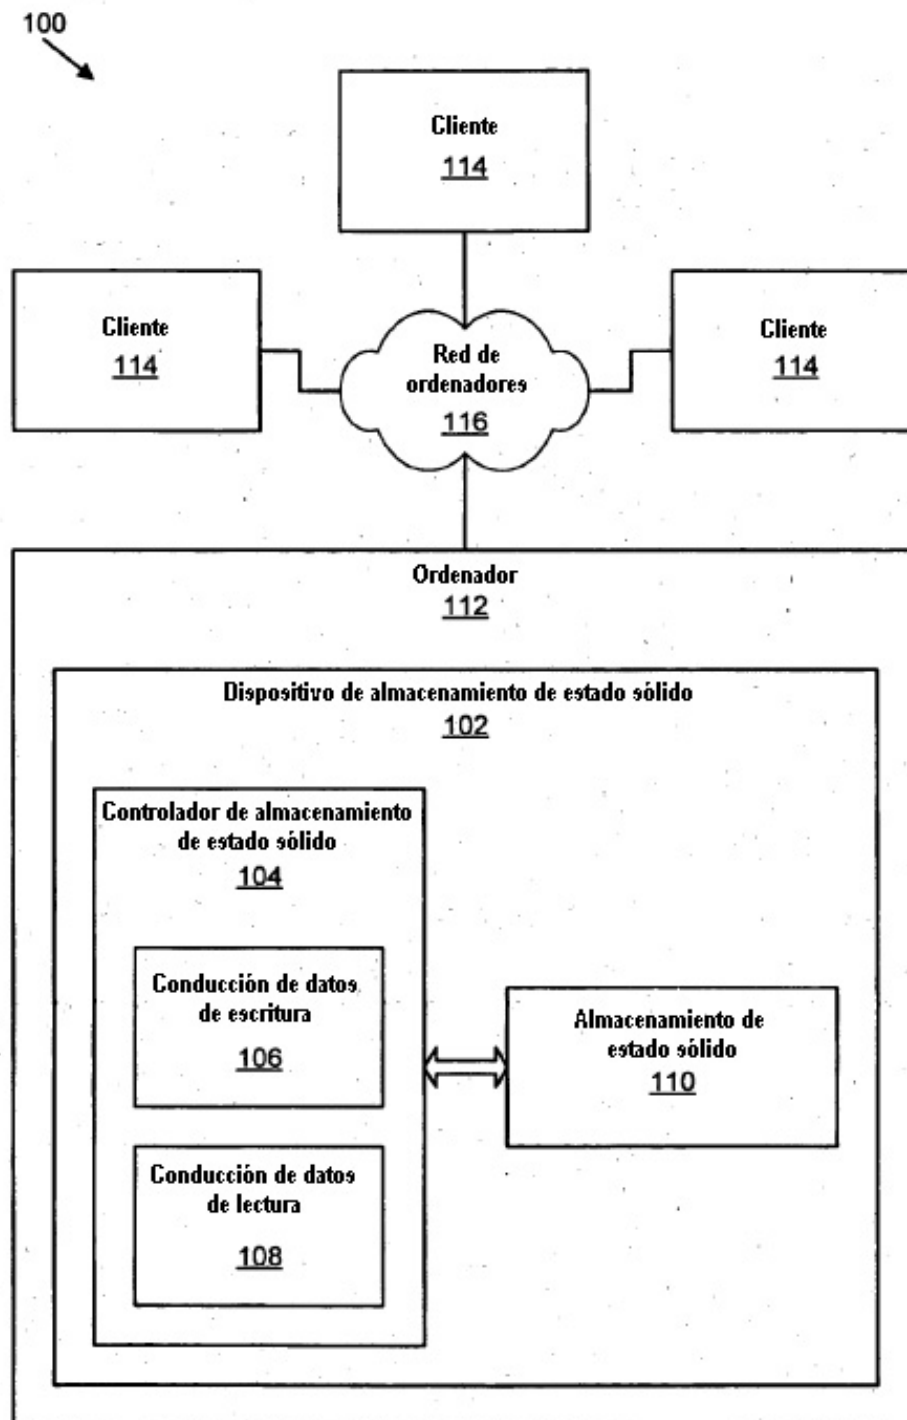 100
Cliente
114
Cliente
114
Red de
ordenadores
116
Cliente
114
Ordenador
112
Dispositivo de almacenamiento de estado sólido
102
Controlador de almacenamiento
de estado sólido
104
Conducción de datos
de escritura
106
Almacenamiento de
estado sólido
110
Conducción de datos
de lectura
108